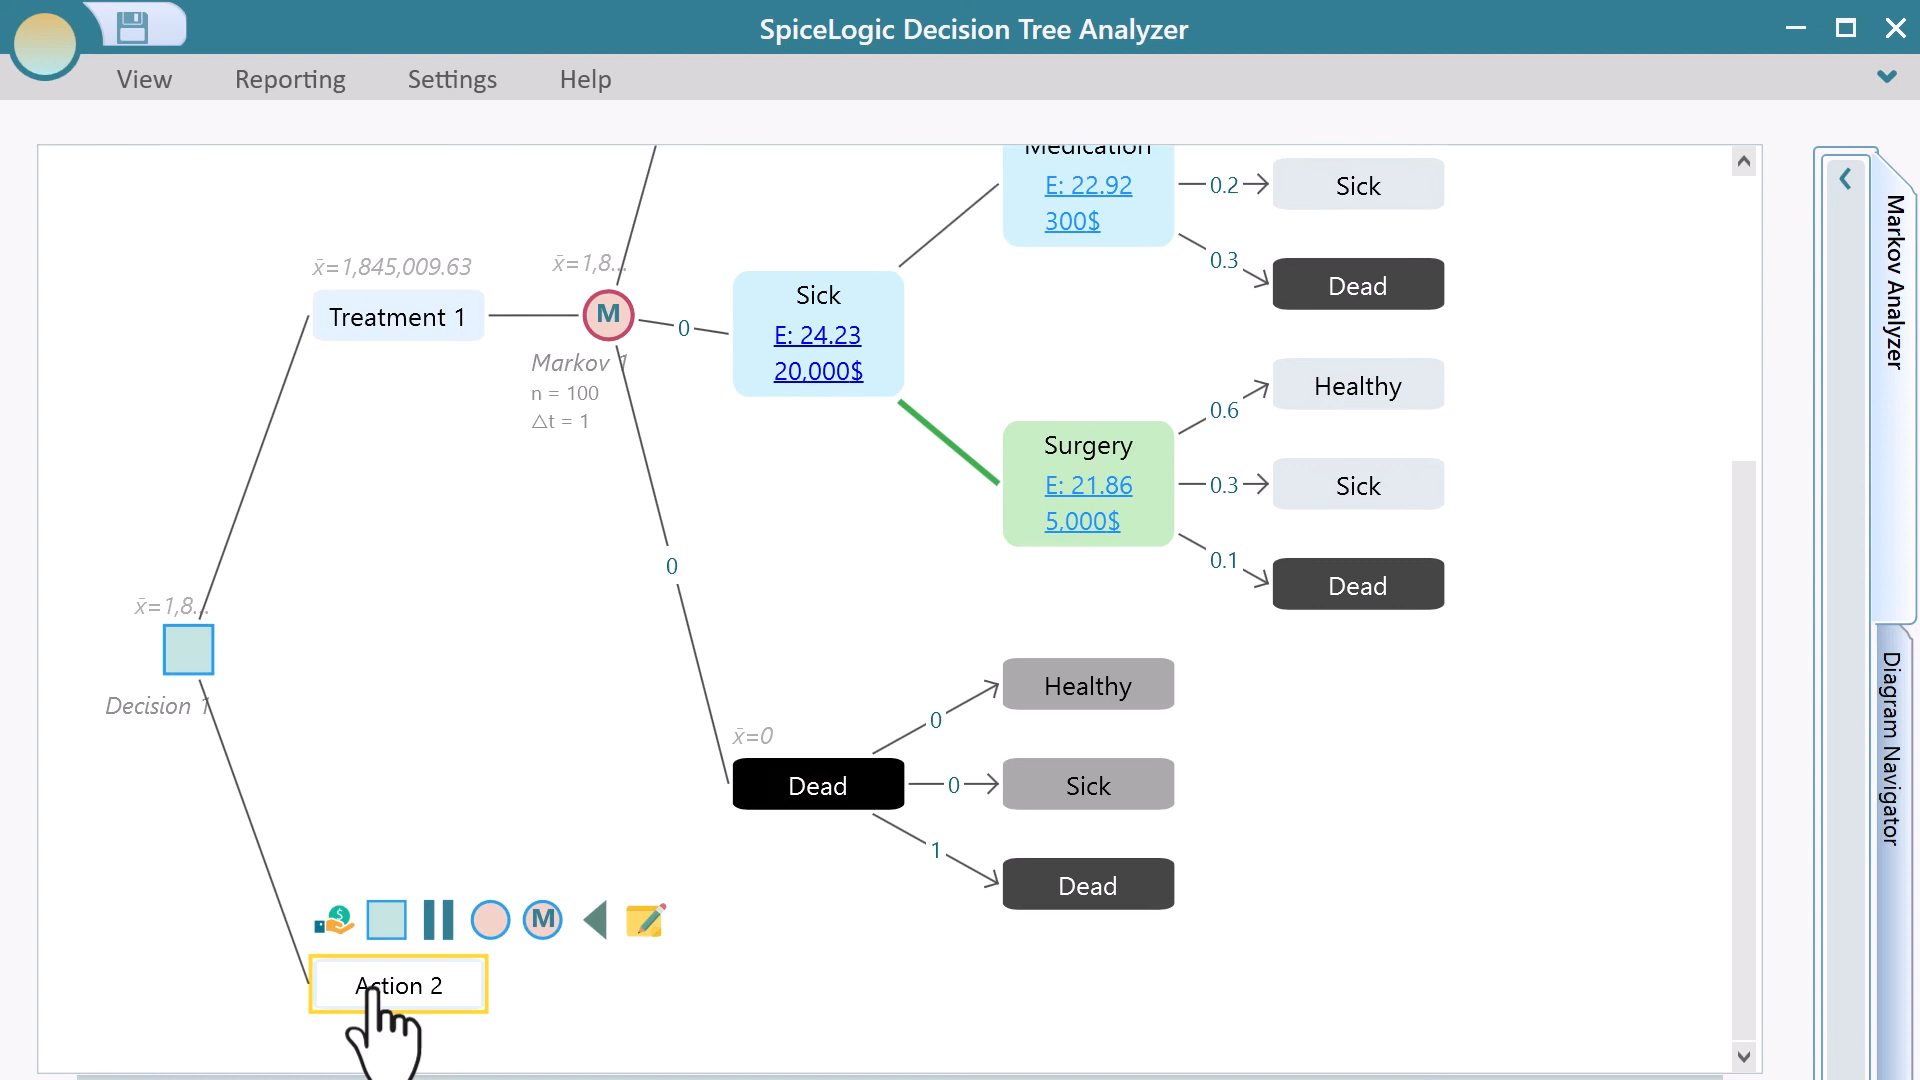 SpiceLogic Decision Tree Analyzer
View
Reporting
Settings
Help
Medication
E: 22.92
300$
0.2
Sick
0.3
Dead
x̄=1,845,009.63
Treatment 1
x̄=1,8...
M
Markov 1
n = 100
△t = 1
0
Sick
E: 24.23
20,000$
Surgery
E: 21.86
5,000$
0.6
Healthy
0.3
Sick
0.1
Dead
0
x̄=1,8...
Decision 1
x̄=0
Dead
0
Healthy
0
Sick
1
Dead
$
M
Action 2
Markov Analyzer
Diagram Navigator